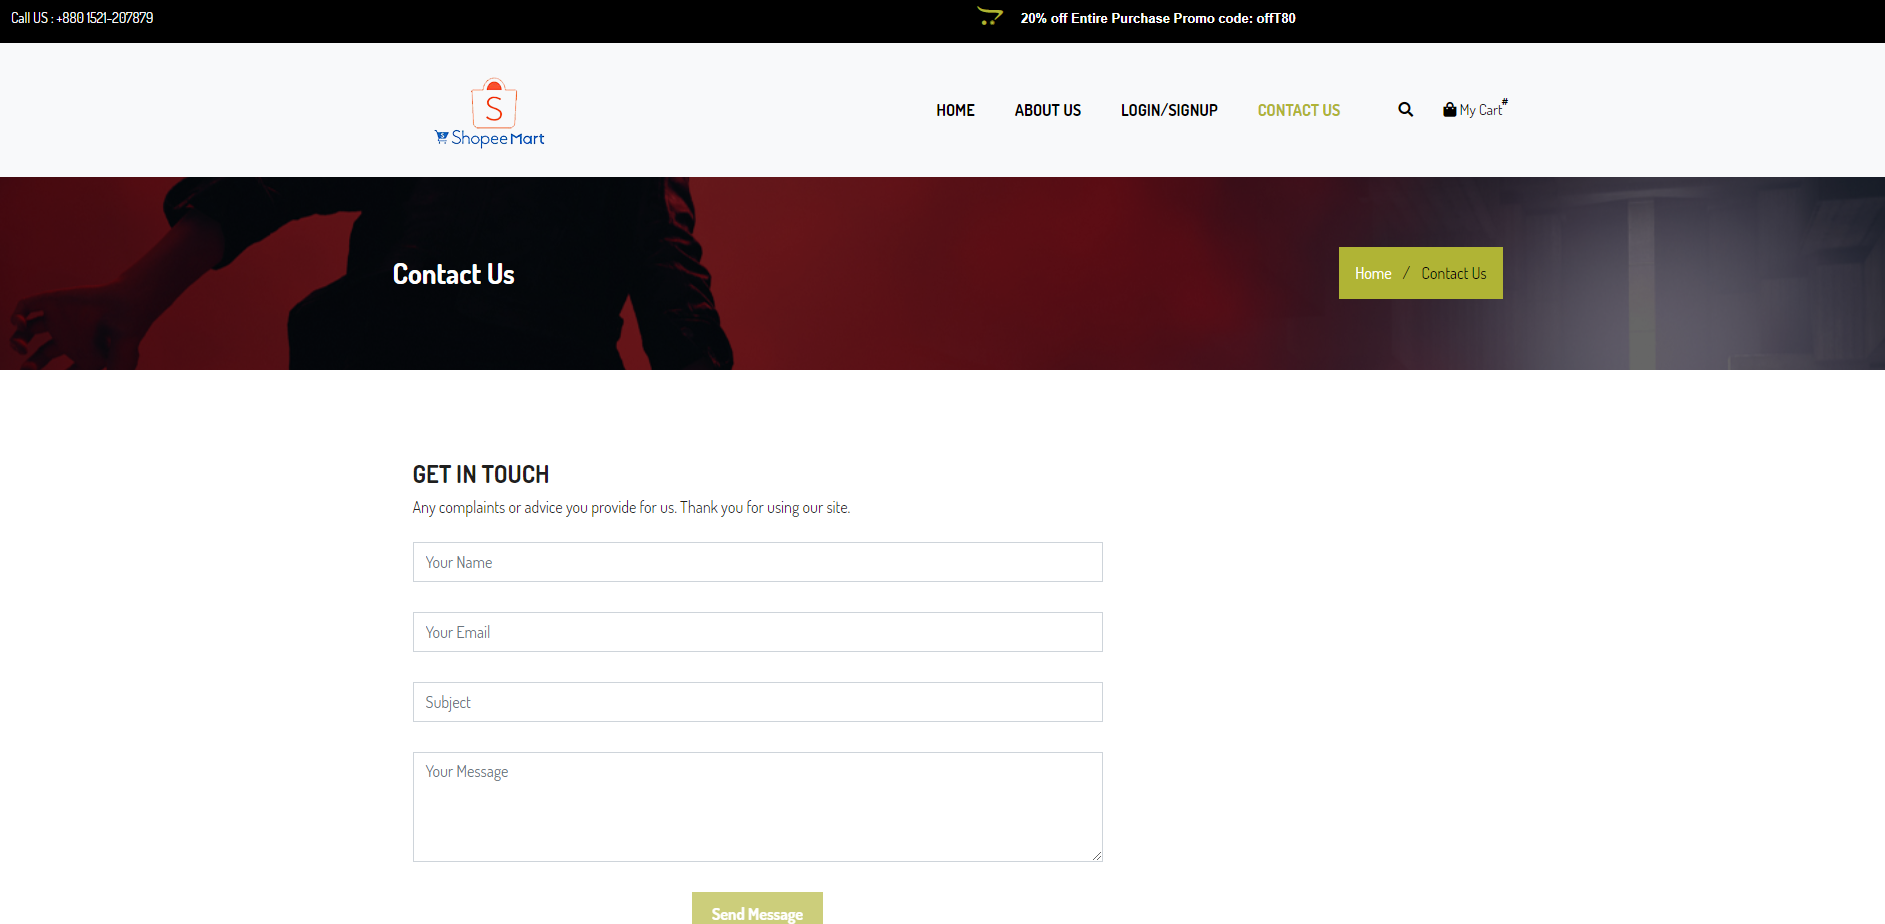 Call US : +880 1521-207879
20% off Entire Purchase Promo code: offT80
S
Shopee Mart
HOME ABOUT US LOGIN/SIGNUP CONTACT US My Cart #
Contact Us
Home / Contact Us
GET IN TOUCH
Any complaints or advice you provide for us. Thank you for using our site.
Your Name
Your Email
Subject
Your Message
Send Message